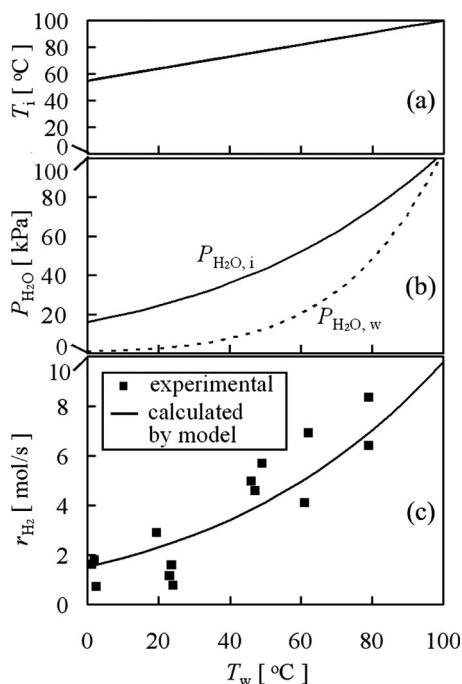 100
80
60
40
20
0
T_i [ °C ]
(a)
100
80
60
40
20
0
P_H₂O [ kPa ]
P_H₂O, i
P_H₂O, w
(b)
10
8
6
4
2
0
r_H₂ [ mol/s ]
experimental
calculated
by model
(c)
0 20 40 60 80 100
T_w [ °C ]